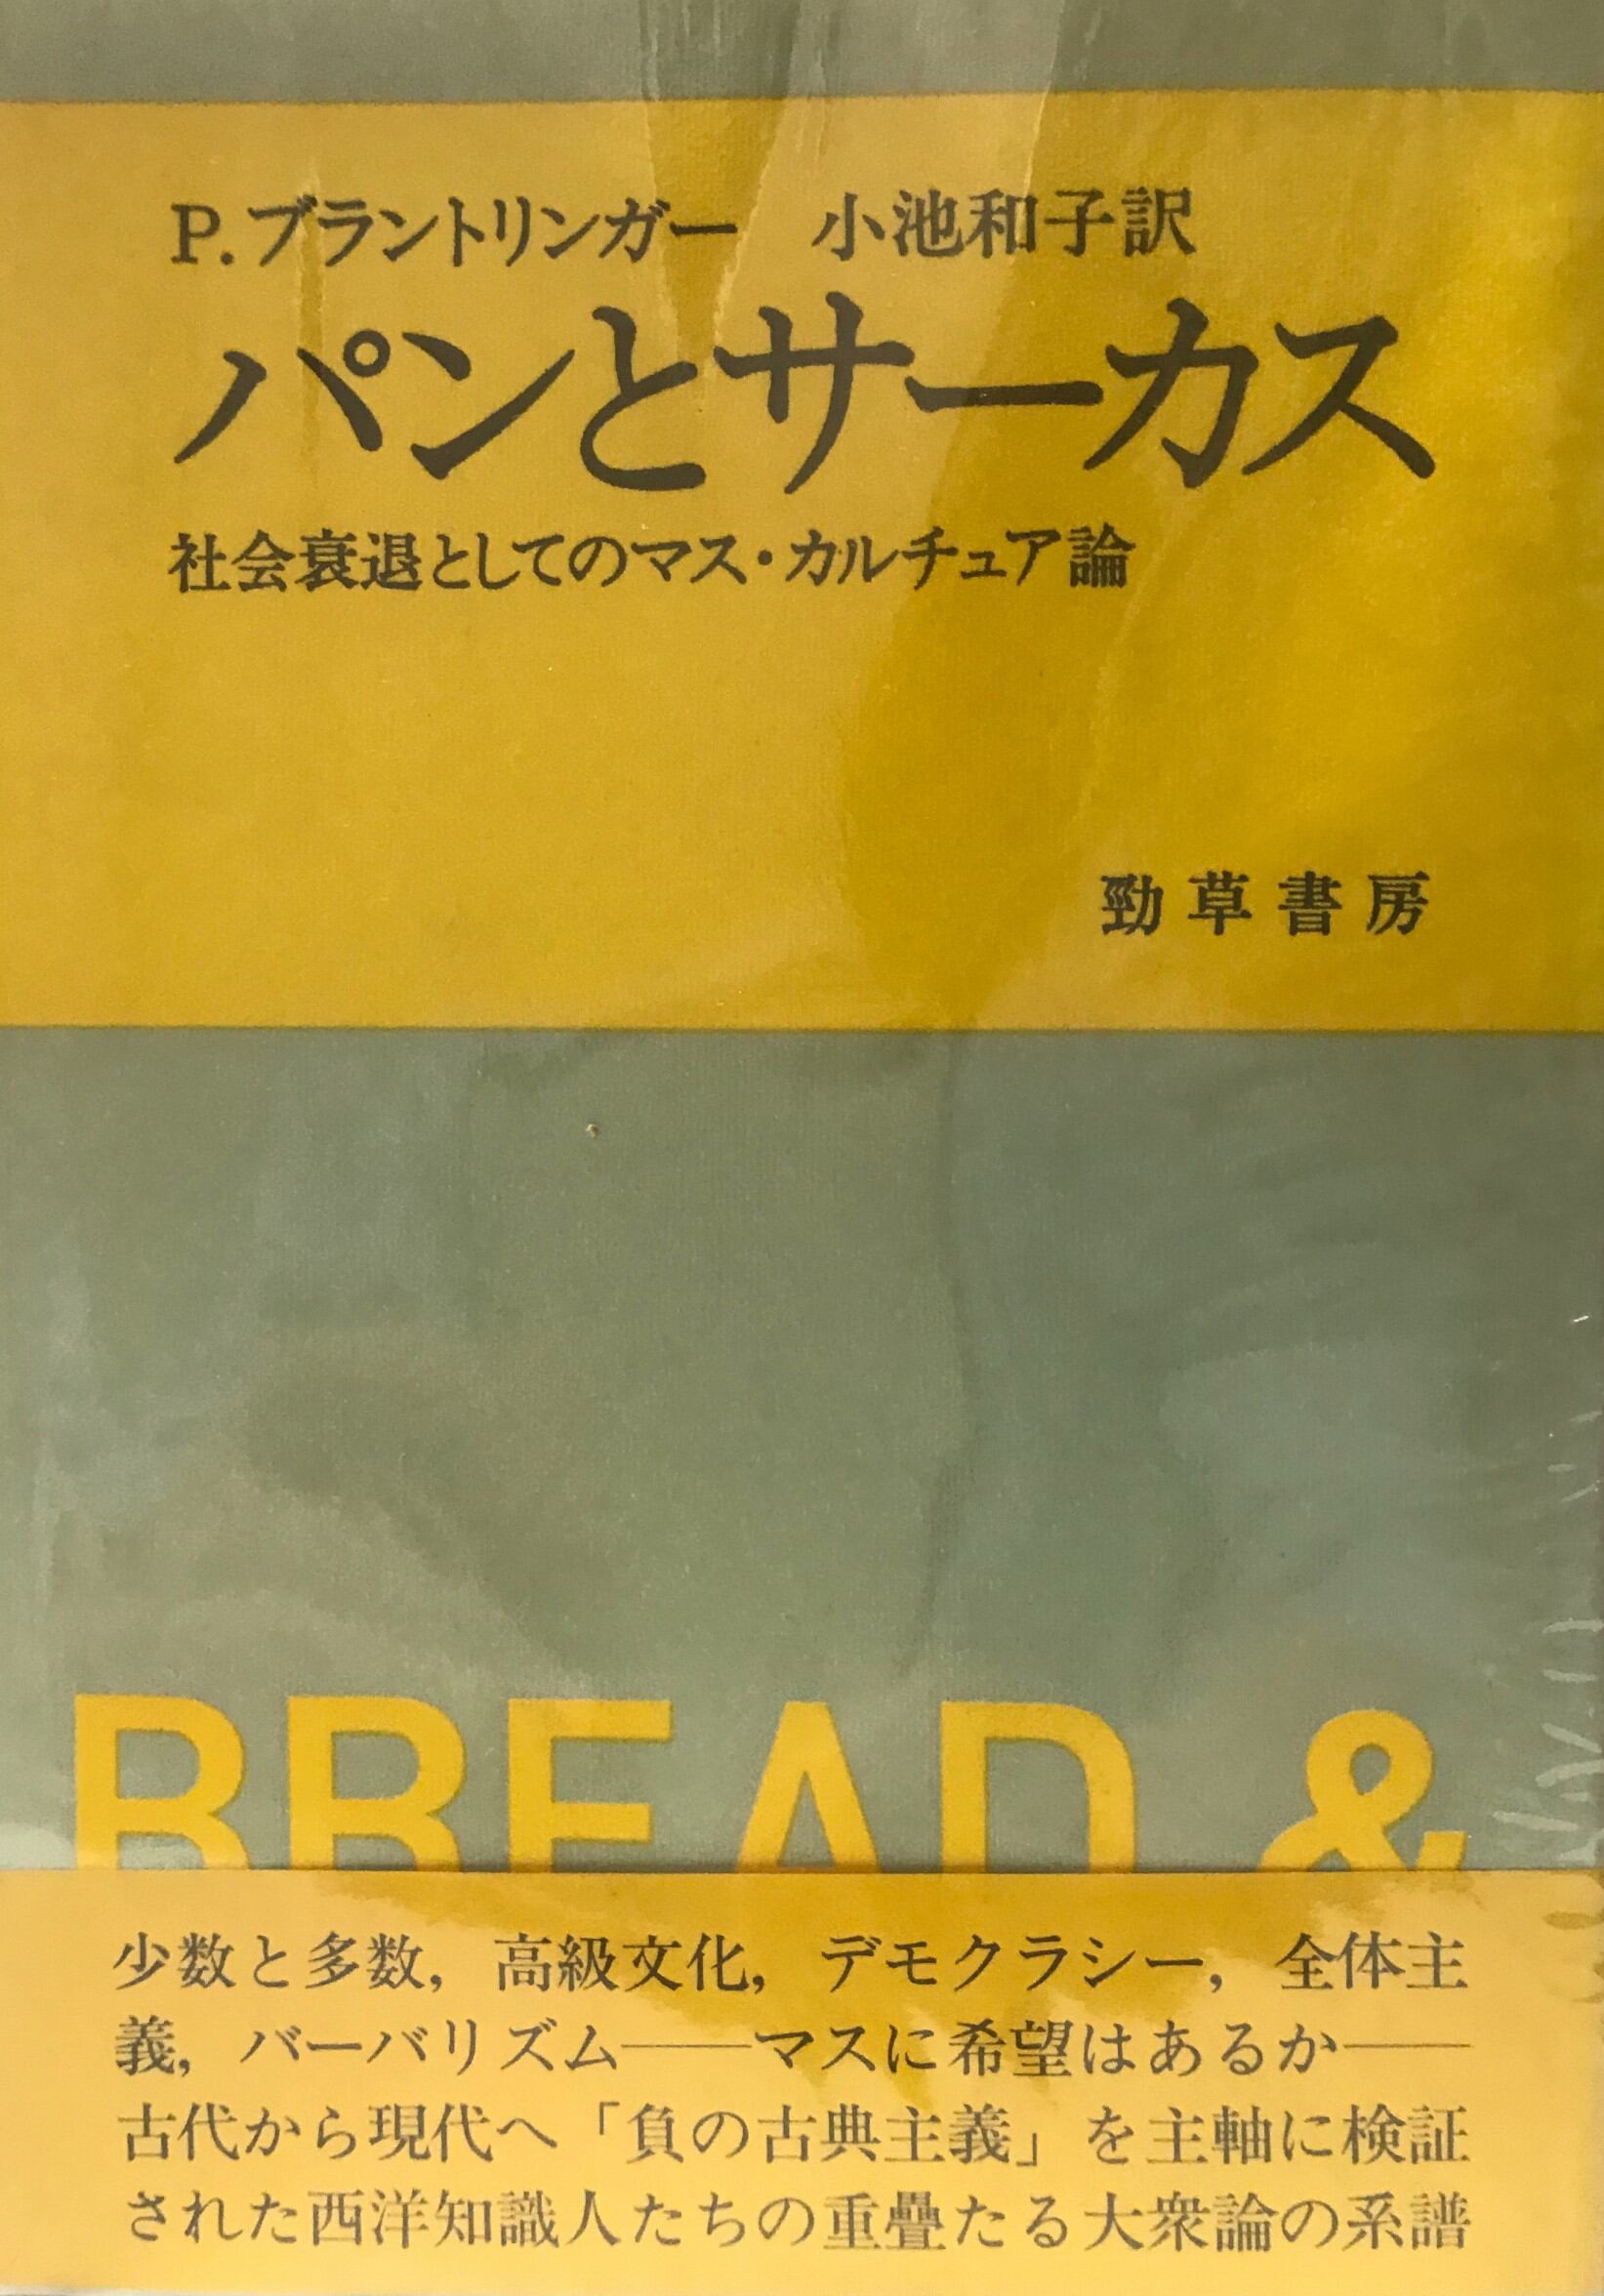 P.ブラントリンガー　小池和子訳
パンとサーカス
社会衰退としてのマス・カルチュア論
勁草書房
BREAD &
少数と多数，高級文化，デモクラシー，全体主
義，バーバリズム――マスに希望はあるか――
古代から現代へ「負の古典主義」を主軸に検証
された西洋知識人たちの重疊たる大衆論の系譜